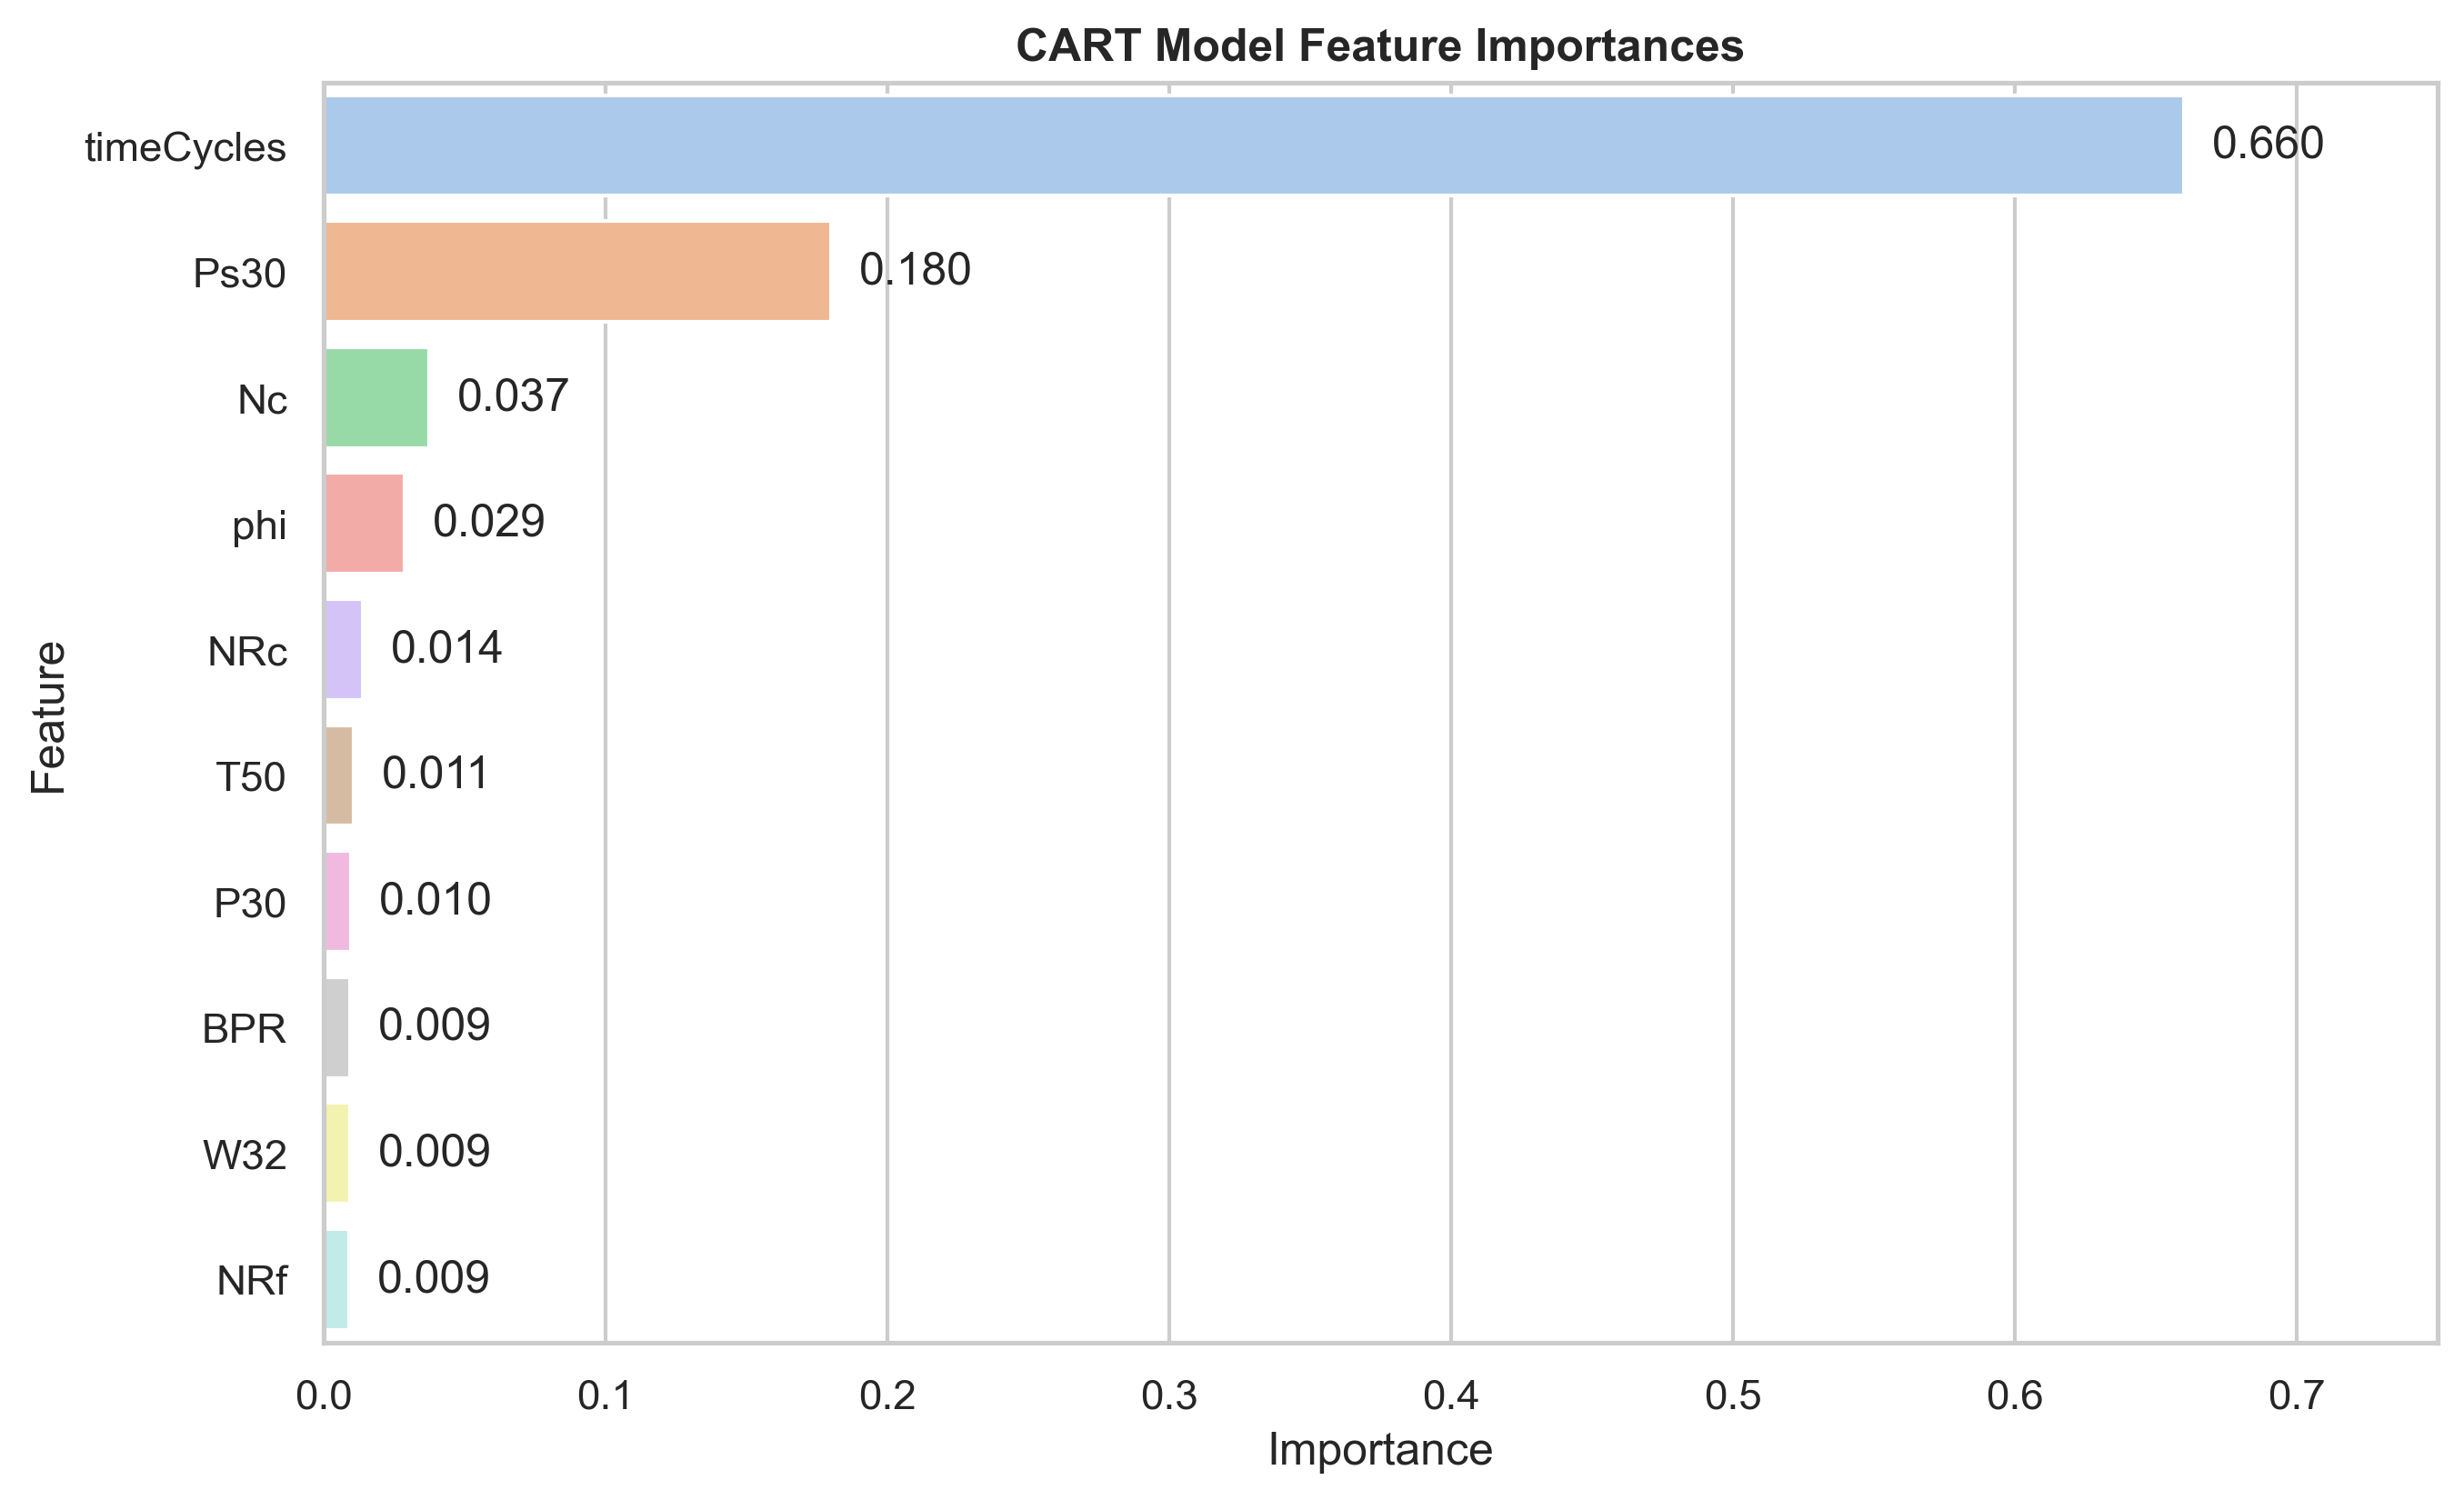 CART Model Feature Importances
timeCycles 0.660
Ps30 0.180
Nc 0.037
phi 0.029
NRc 0.014
T50 0.011
P30 0.010
BPR 0.009
W32 0.009
NRf 0.009
Feature
0.0 0.1 0.2 0.3 0.4 0.5 0.6 0.7
Importance